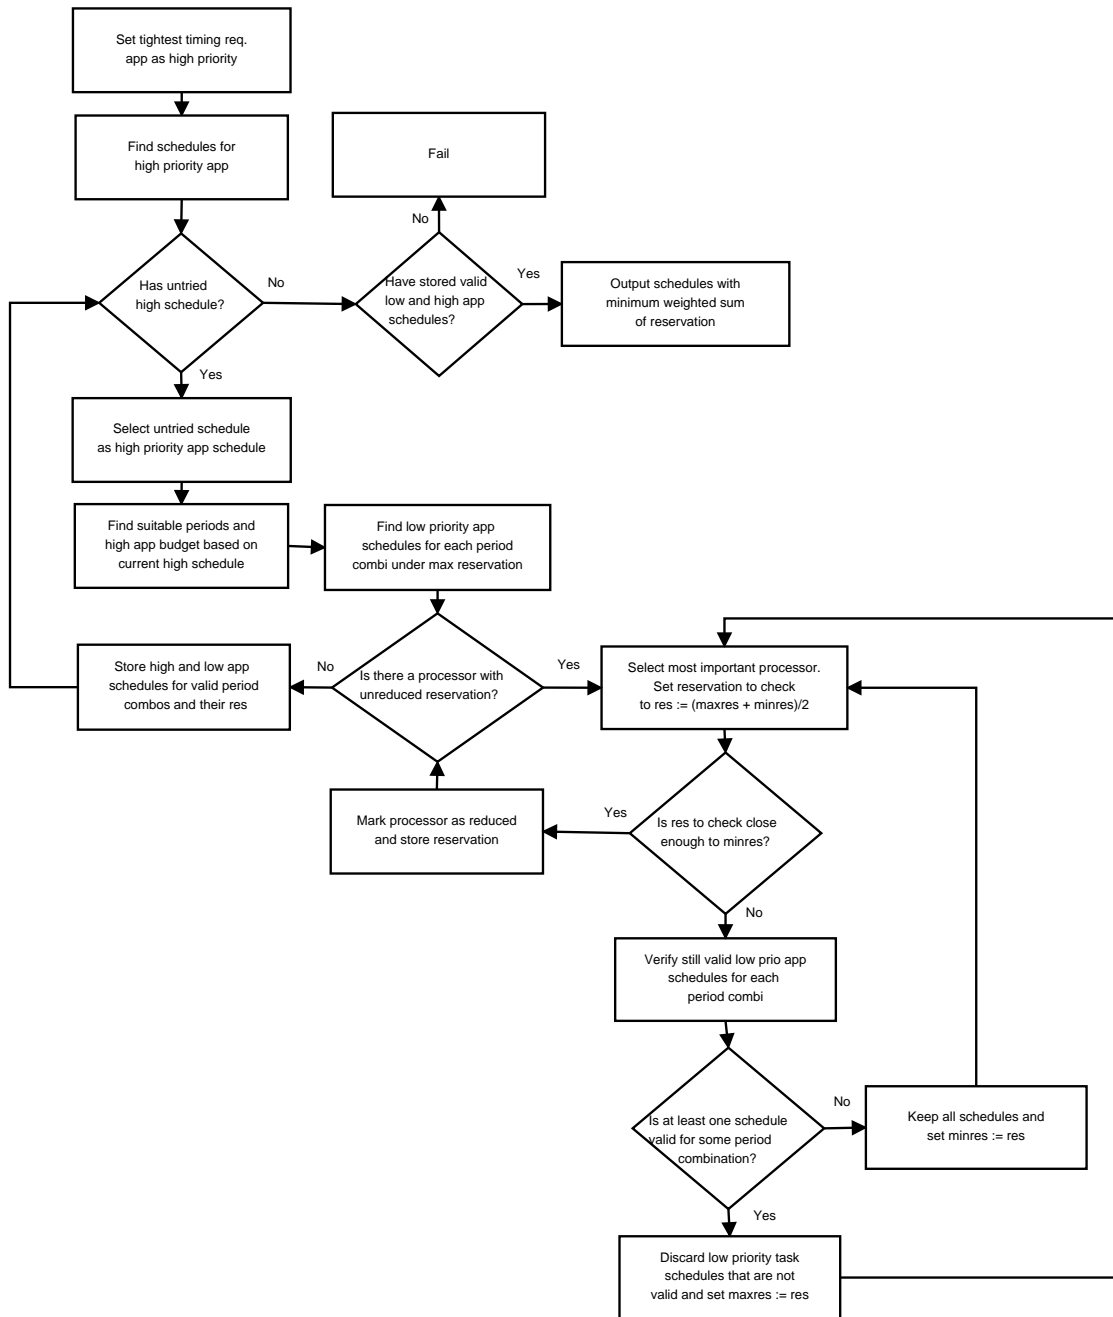 Set tightest timing req.
app as high priority
Find schedules for
high priority app
Fail
No
Has untried
high schedule?
No
Have stored valid
low and high app
schedules?
Yes
Output schedules with
minimum weighted sum
of reservation
Yes
Select untried schedule
as high priority app schedule
Find suitable periods and
high app budget based on
current high schedule
Find low priority app
schedules for each period
combi under max reservation
Store high and low app
schedules for valid period
combos and their res
No
Is there a processor with
unreduced reservation?
Yes
Select most important processor.
Set reservation to check
to res := (maxres + minres)/2
Mark processor as reduced
and store reservation
Yes
Is res to check close
enough to minres?
No
Verify still valid low prio app
schedules for each
period combi
Is at least one schedule
valid for some period
combination?
No
Keep all schedules and
set minres := res
Yes
Discard low priority task
schedules that are not
valid and set maxres := res